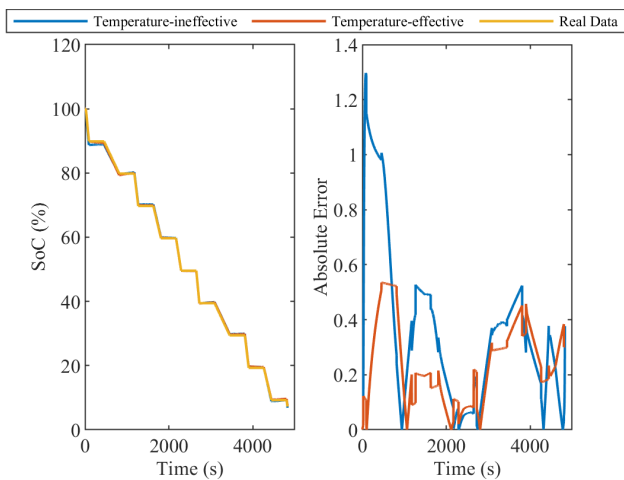 Temperature-ineffective Temperature-effective Real Data
120
100
80
60
40
20
0
SoC (%)
0 2000 4000
Time (s)
1.4
1.2
1
0.8
0.6
0.4
0.2
0
Absolute Error
0 2000 4000
Time (s)